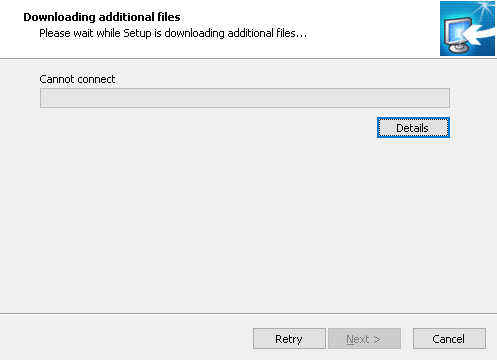 Downloading additional files
Please wait while Setup is downloading additional files...
Cannot connect
Details
Retry
Next >
Cancel